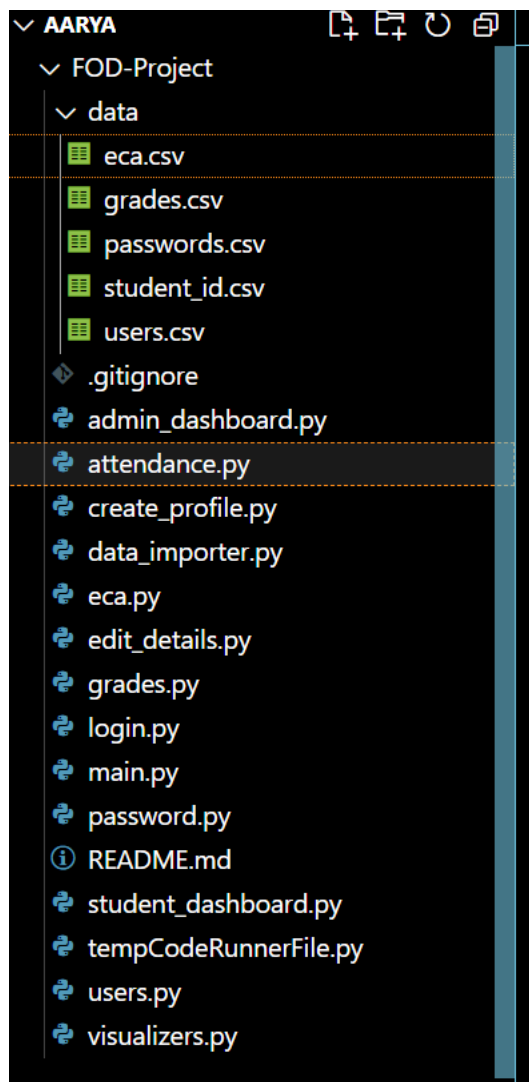 AARYA
FOD-Project
data
eca.csv
grades.csv
passwords.csv
student_id.csv
users.csv
.gitignore
admin_dashboard.py
attendance.py
create_profile.py
data_importer.py
eca.py
edit_details.py
grades.py
login.py
main.py
password.py
README.md
student_dashboard.py
tempCodeRunnerFile.py
users.py
visualizers.py